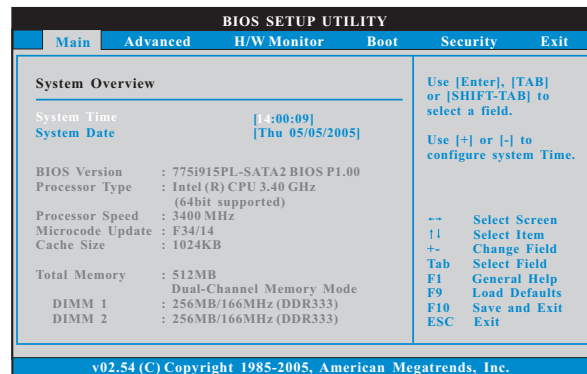 BIOS SETUP UTILITY
Main Advanced H/W Monitor Boot Security Exit
System Overview
System Time [14:00:09]
System Date [Thu 05/05/2005]
BIOS Version : 775i915PL-SATA2 BIOS P1.00
Processor Type : Intel (R) CPU 3.40 GHz
(64bit supported)
Processor Speed : 3400 MHz
Microcode Update : F34/14
Cache Size : 1024KB
Total Memory : 512MB
Dual-Channel Memory Mode
DIMM 1 : 256MB/166MHz (DDR333)
DIMM 2 : 256MB/166MHz (DDR333)
Use [Enter], [TAB]
or [SHIFT-TAB] to
select a field.
Use [+] or [-] to
configure system Time.
←→ Select Screen
↑↓ Select Item
+- Change Field
Tab Select Field
F1 General Help
F9 Load Defaults
F10 Save and Exit
ESC Exit
v02.54 (C) Copyright 1985-2005, American Megatrends, Inc.